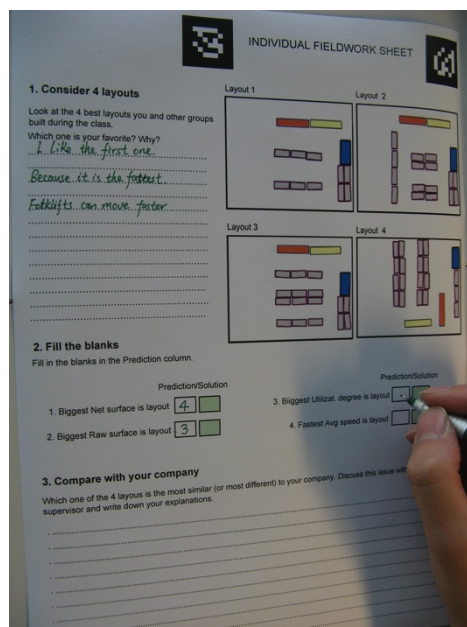 INDIVIDUAL FIELDWORK SHEET
1. Consider 4 layouts
Look at the 4 best layouts you and other groups
built during the class.
Which one is your favorite? Why?
I like the first one.
Because it is the fastest.
Fotklifts can move faster
Layout 1
Layout 2
Layout 3
Layout 4
2. Fill the blanks
Fill in the blanks in the Prediction column.
Prediction/Solution
1. Biggest Net surface is layout 4
2. Biggest Raw surface is layout 3
Prediction/Solution
3. Biiggest Utilizat. degree is layout
4. Fastest Avg speed is layout
3. Compare with your company
Which one of the 4 layous is the most similar (or most different) to your company. Discuss this issue with
supervisor and write down your explanations.